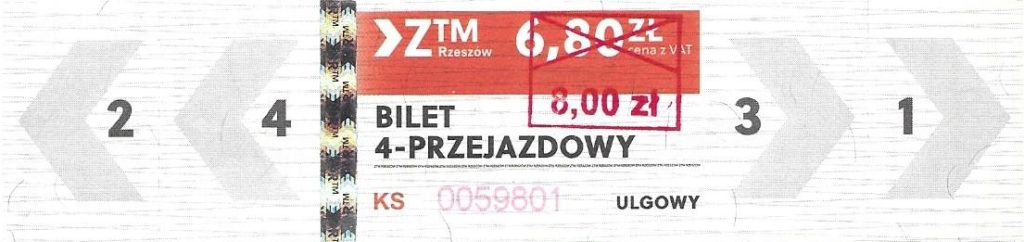 ZTM
Rzeszów
6,80 ZŁ
cena z VAT
8,00 zł
2
4
BILET
4-PRZEJAZDOWY
3
1
KS 0059801 ULGOWY